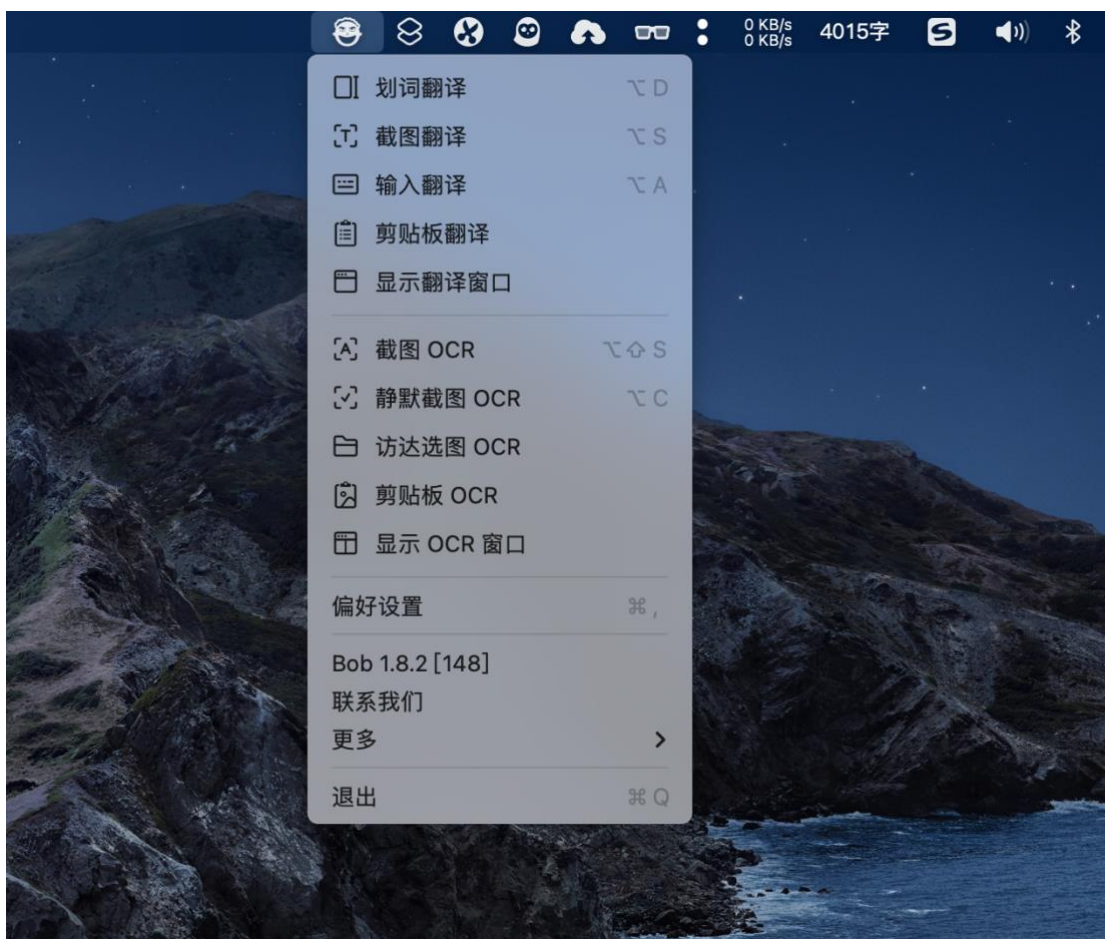 0 KB/s
0 KB/s
4015字
划词翻译 ⌥ D
截图翻译 ⌥ S
输入翻译 ⌥ A
剪贴板翻译
显示翻译窗口
截图 OCR ⌥⇧ S
静默截图 OCR ⌥ C
访达选图 OCR
剪贴板 OCR
显示 OCR 窗口
偏好设置 ⌘ ,
Bob 1.8.2 [148]
联系我们
更多
退出 ⌘ Q